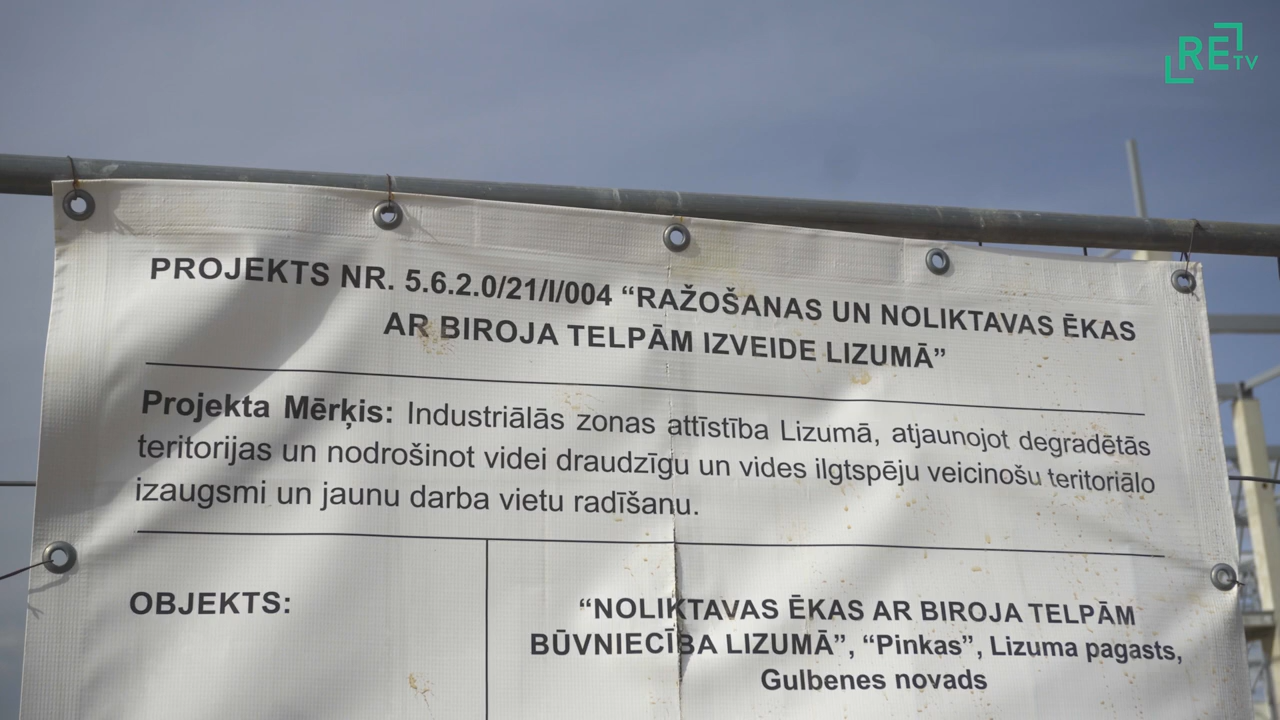 RE TV
PROJEKTS NR. 5.6.2.0/21/I/004 “RAŽOŠANAS UN NOLIKTAVAS ĒKAS
AR BIROJA TELPĀM IZVEIDE LIZUMĀ”
Projekta Mērķis: Industriālās zonas attīstība Lizumā, atjaunojot degradētās
teritorijas un nodrošinot videi draudzīgu un vides ilgtspēju veicinošu teritoriālo
izaugsmi un jaunu darba vietu radīšanu.
OBJEKTS:
“NOLIKTAVAS ĒKAS AR BIROJA TELPĀM
BŪVNIECĪBA LIZUMĀ”, “Pinkas”, Lizuma pagasts,
Gulbenes novads